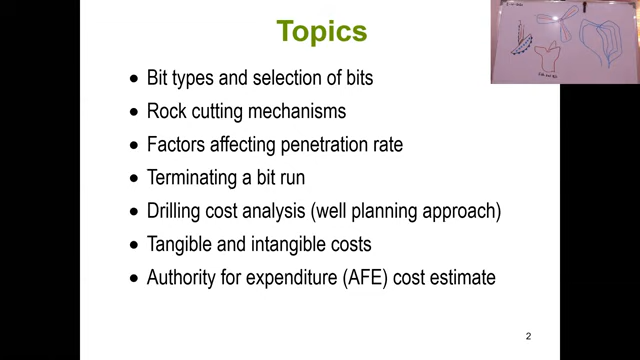 Topics
Bit types and selection of bits
Rock cutting mechanisms
Factors affecting penetration rate
Terminating a bit run
Drilling cost analysis (well planning approach)
Tangible and intangible costs
Authority for expenditure (AFE) cost estimate
2